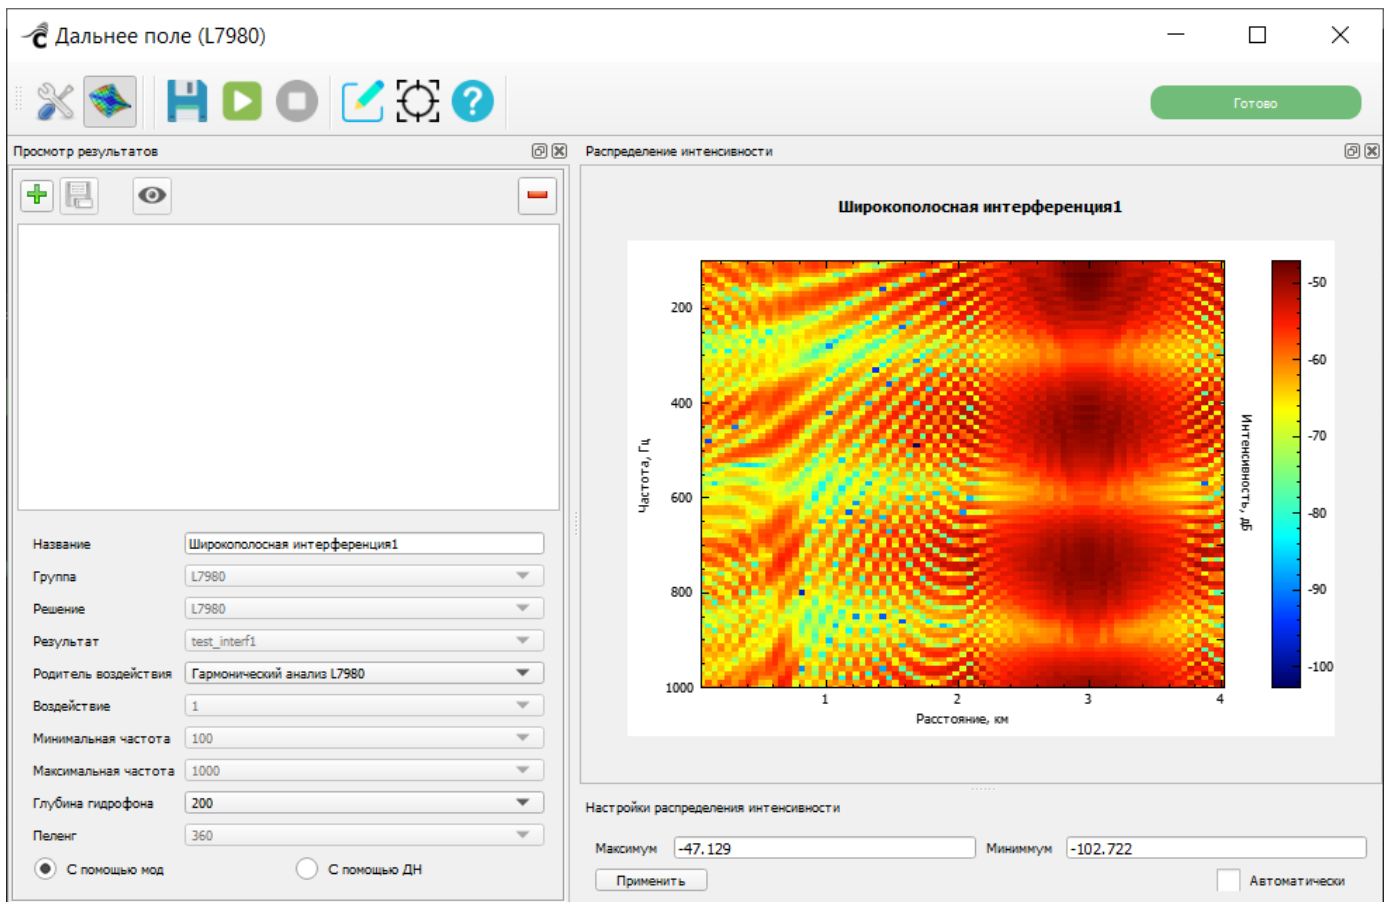 Дальнее поле (L7980)
Готово
Просмотр результатов
Название Широкополосная интерференция1
Группа L7980
Решение L7980
Результат test_interf1
Родитель воздействия Гармонический анализ L7980
Воздействие 1
Минимальная частота 100
Максимальная частота 1000
Глубина гидрофона 200
Пеленг 360
С помощью мод С помощью ДН
Распределение интенсивности
Широкополосная интерференция1
Частота, Гц
200
400
600
800
1000
1 2 3 4
Расстояние, км
Интенсивность, дБ
-50
-60
-70
-80
-90
-100
Настройки распределения интенсивности
Максимум -47.129 Миниммум -102.722
Применить Автоматически